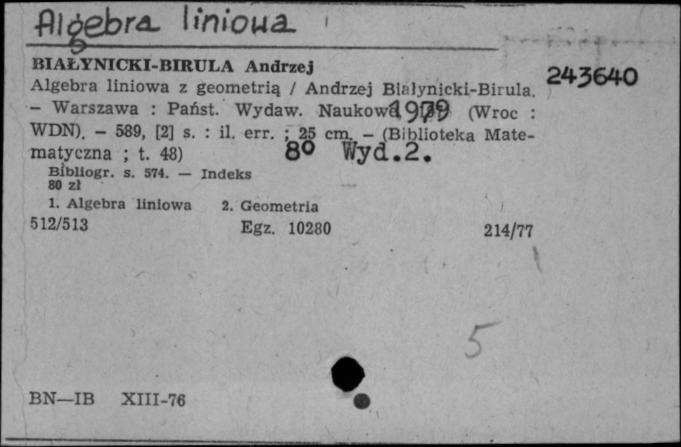 Algebra liniowa
BIAŁYNICKI-BIRULA Andrzej
243640
Algebra liniowa z geometrią / Andrzej Białynicki-Birula.
– Warszawa : Państ. Wydaw. Naukowe 1979 (Wroc :
WDN). – 589, [2] s. : il. err. ; 25 cm. – (Biblioteka Mate-
matyczna ; t. 48)
8° Wyd.2.
Bibliogr. s. 574. — Indeks
80 zł
1. Algebra liniowa 2. Geometria
512/513 Egz. 10280 214/77
5
BN—IB XIII-76